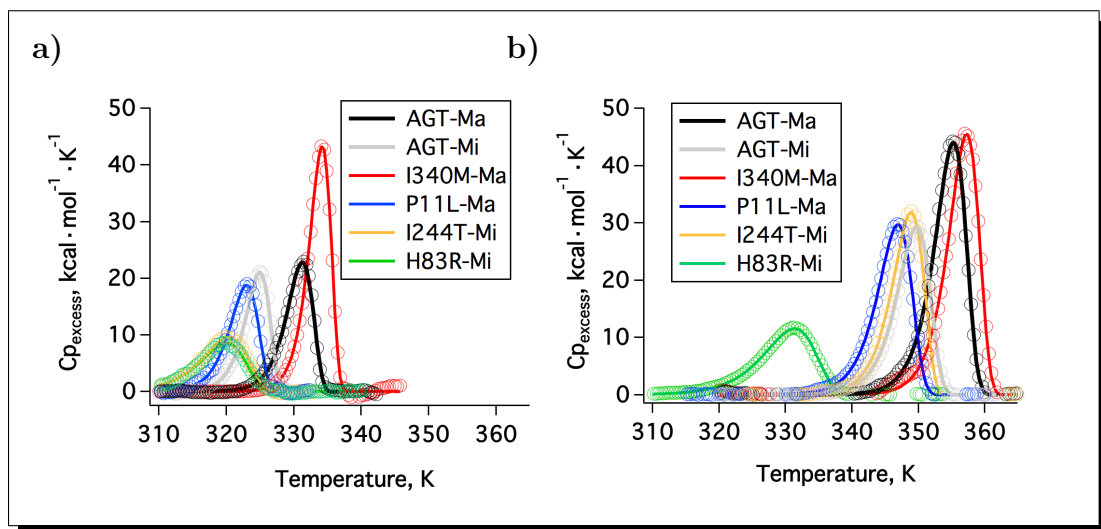 a)
50
40
30
20
10
0
Cp_excess, kcal·mol⁻¹·K⁻¹
AGT-Ma
AGT-Mi
I340M-Ma
P11L-Ma
I244T-Mi
H83R-Mi
310 320 330 340 350 360
Temperature, K
b)
50
40
30
20
10
0
Cp_excess, kcal·mol⁻¹·K⁻¹
AGT-Ma
AGT-Mi
I340M-Ma
P11L-Ma
I244T-Mi
H83R-Mi
310 320 330 340 350 360
Temperature, K